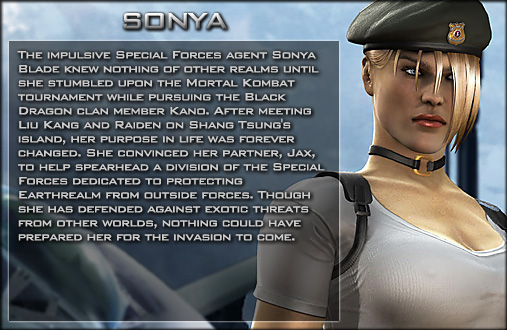 SONYA
The impulsive Special Forces agent Sonya
Blade knew nothing of other realms until
she stumbled upon the Mortal Kombat
tournament while pursuing the Black
Dragon clan member Kano. After meeting
Liu Kang and Raiden on Shang Tsung's
island, her purpose in life was forever
changed. She convinced her partner, Jax,
to help spearhead a division of the Special
Forces dedicated to protecting
Earthrealm from outside forces. Though
she has defended against exotic threats
from other worlds, nothing could have
prepared her for the invasion to come.